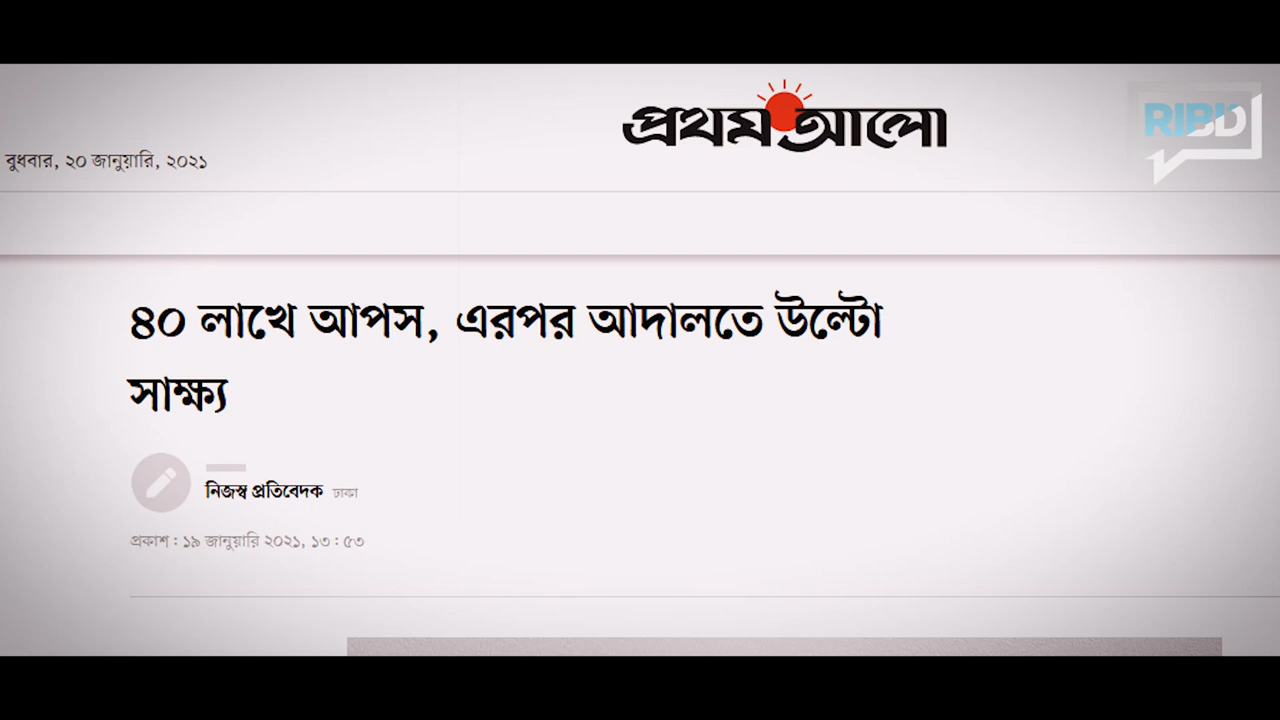 প্রথম আলো
RIBD
বুধবার, ২০ জানুয়ারি, ২০২১
৪০ লাখে আপস, এরপর আদালতে উল্টো
সাক্ষ্য
নিজস্ব প্রতিবেদক ঢাকা
প্রকাশ : ১৯ জানুয়ারি ২০২১, ১৩ : ৫৩